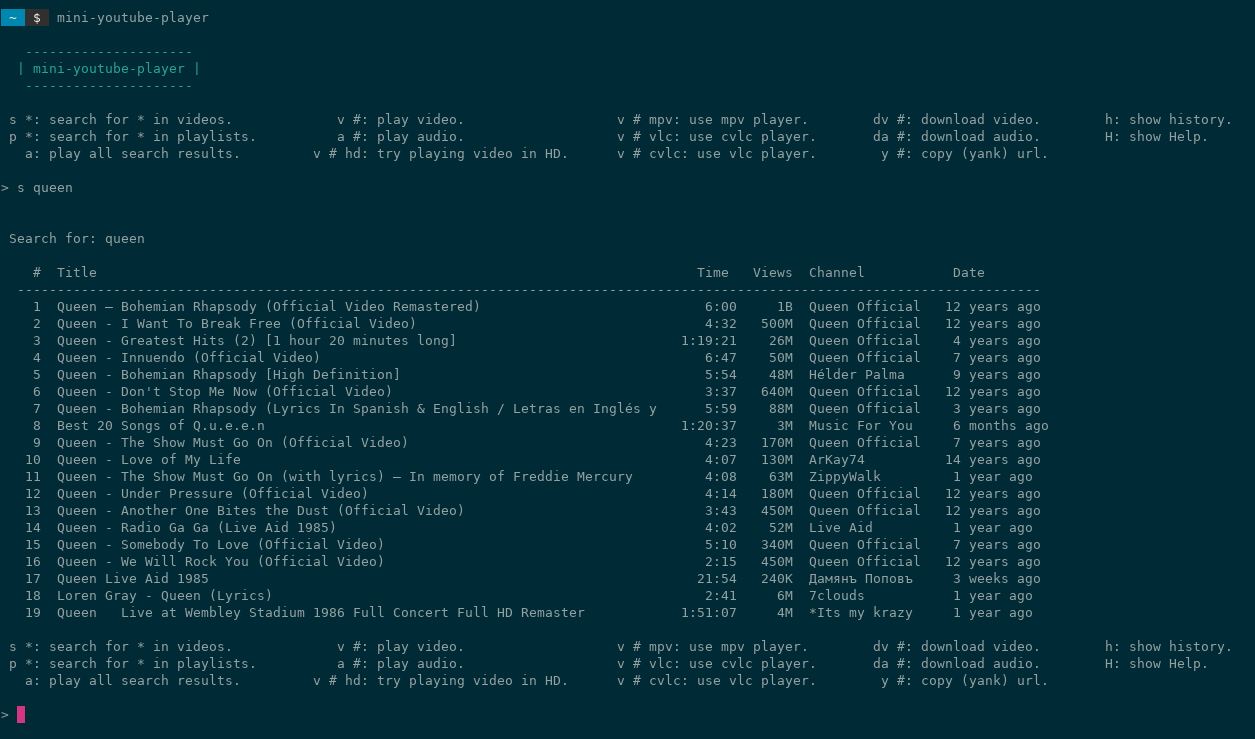 ~ $ mini-youtube-player
---------------------
| mini-youtube-player |
---------------------
s *: search for * in videos. v #: play video. v # mpv: use mpv player. dv #: download video. h: show history.
p *: search for * in playlists. a #: play audio. v # vlc: use cvlc player. da #: download audio. H: show Help.
a: play all search results. v # hd: try playing video in HD. v # cvlc: use vlc player. y #: copy (yank) url.
> s queen
Search for: queen
# Title Time Views Channel Date
--------------------------------------------------------------------------------------------------------------------------------
1 Queen – Bohemian Rhapsody (Official Video Remastered) 6:00 1B Queen Official 12 years ago
2 Queen - I Want To Break Free (Official Video) 4:32 500M Queen Official 12 years ago
3 Queen - Greatest Hits (2) [1 hour 20 minutes long] 1:19:21 26M Queen Official 4 years ago
4 Queen - Innuendo (Official Video) 6:47 50M Queen Official 7 years ago
5 Queen - Bohemian Rhapsody [High Definition] 5:54 48M Hélder Palma 9 years ago
6 Queen - Don't Stop Me Now (Official Video) 3:37 640M Queen Official 12 years ago
7 Queen - Bohemian Rhapsody (Lyrics In Spanish & English / Letras en Inglés y 5:59 88M Queen Official 3 years ago
8 Best 20 Songs of Q.u.e.e.n 1:20:37 3M Music For You 6 months ago
9 Queen - The Show Must Go On (Official Video) 4:23 170M Queen Official 7 years ago
10 Queen - Love of My Life 4:07 130M ArKay74 14 years ago
11 Queen - The Show Must Go On (with lyrics) – In memory of Freddie Mercury 4:08 63M ZippyWalk 1 year ago
12 Queen - Under Pressure (Official Video) 4:14 180M Queen Official 12 years ago
13 Queen - Another One Bites the Dust (Official Video) 3:43 450M Queen Official 12 years ago
14 Queen - Radio Ga Ga (Live Aid 1985) 4:02 52M Live Aid 1 year ago
15 Queen - Somebody To Love (Official Video) 5:10 340M Queen Official 7 years ago
16 Queen - We Will Rock You (Official Video) 2:15 450M Queen Official 12 years ago
17 Queen Live Aid 1985 21:54 240K Дамянъ Поповъ 3 weeks ago
18 Loren Gray - Queen (Lyrics) 2:41 6M 7clouds 1 year ago
19 Queen Live at Wembley Stadium 1986 Full Concert Full HD Remaster 1:51:07 4M *Its my krazy 1 year ago
s *: search for * in videos. v #: play video. v # mpv: use mpv player. dv #: download video. h: show history.
p *: search for * in playlists. a #: play audio. v # vlc: use cvlc player. da #: download audio. H: show Help.
a: play all search results. v # hd: try playing video in HD. v # cvlc: use vlc player. y #: copy (yank) url.
>